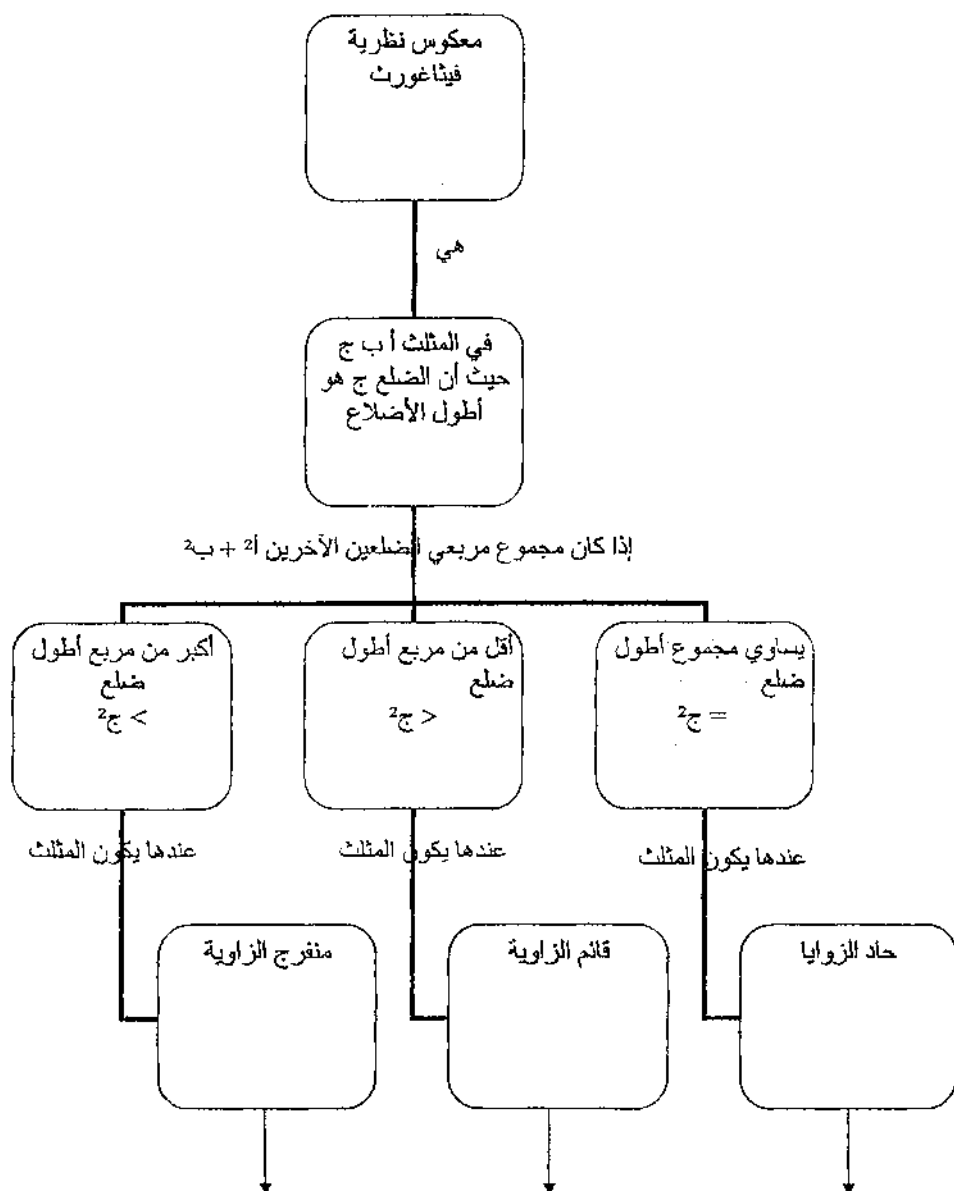 معكوس نظرية
فيثاغورث
هي
في المثلث أ ب ج
حيث أن الضلع ج هو
أطول الأضلاع
إذا كان مجموع مربعي الضلعين الآخرين أ² + ب²
يساوي مجموع أطول
ضلع
= ج²
أقل من مربع أطول
ضلع
< ج²
أكبر من مربع أطول
ضلع
> ج²
عندها يكون المثلث
عندها يكون المثلث
عندها يكون المثلث
حاد الزوايا
قائم الزاوية
منفرج الزاوية